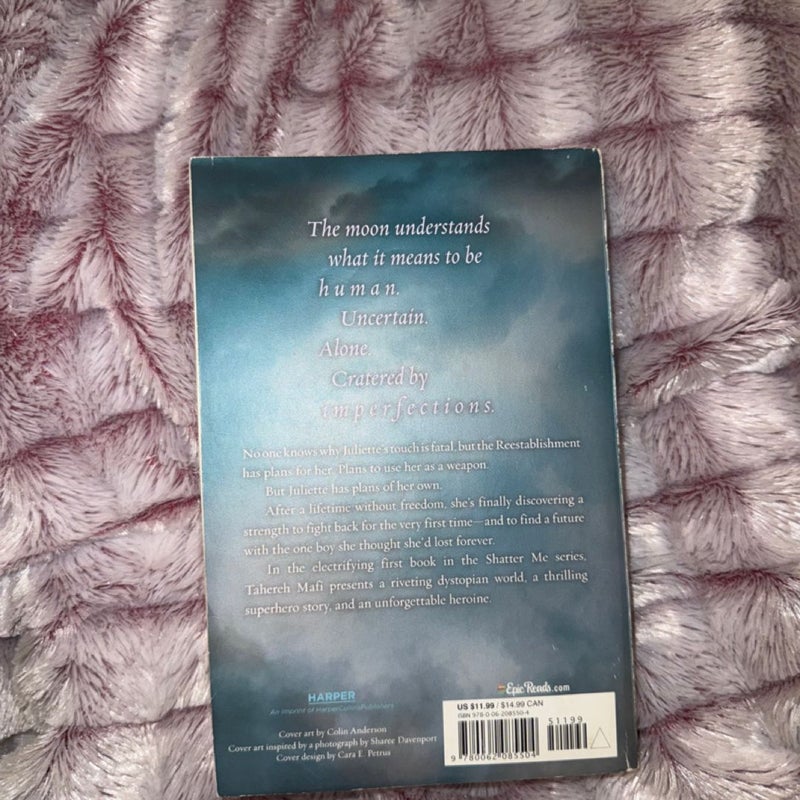 The moon understands
what it means to be
human.
Uncertain.
Alone.
Cratered by
imperfections.
No one knows why Juliette's touch is fatal, but the Reestablishment
has plans for her. Plans to use her as a weapon.
But Juliette has plans of her own.
After a lifetime without freedom, she's finally discovering a
strength to fight back for the very first time—and to find a future
with the one boy she thought she'd lost forever.
In the electrifying first book in the Shatter Me series,
Tahereh Mafi presents a riveting dystopian world, a thrilling
superhero story, and an unforgettable heroine.
HARPER
An Imprint of HarperCollinsPublishers
Cover art by Colin Anderson
Cover art inspired by a photograph by Sharee Davenport
Cover design by Cara E. Petrus
EpicReads.com
US $11.99 / $14.99 CAN
ISBN 978-0-06-208550-4
51199
9 780062 085504